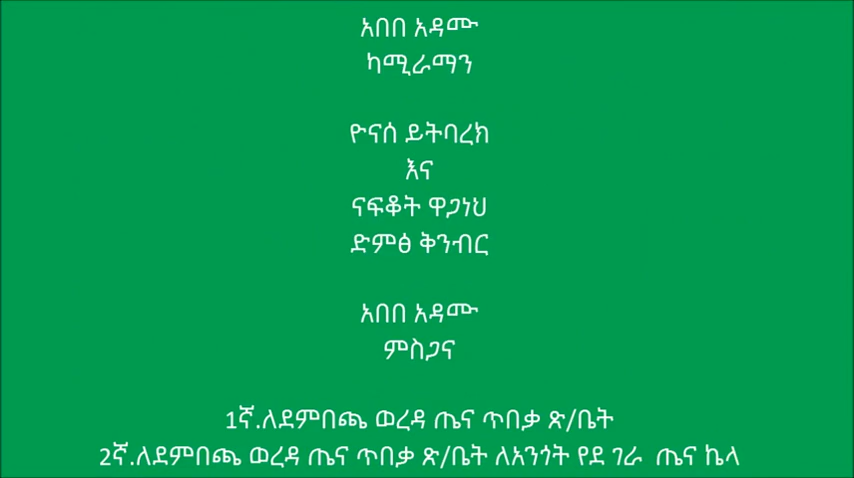 አበበ አዳሙ
ካሚራማን
ዮናሰ ይትባረክ
እና
ናፍቆት ዋጋነህ
ድምፅ ቅንብር
አበበ አዳሙ
ምስጋና
1ኛ.ለደምበጫ ወረዳ ጤና ጥበቃ ጽ/ቤት
2ኛ.ለደምበጫ ወረዳ ጤና ጥበቃ ጽ/ቤት ለአንጎት የደ ገራ ጤና ኬላ